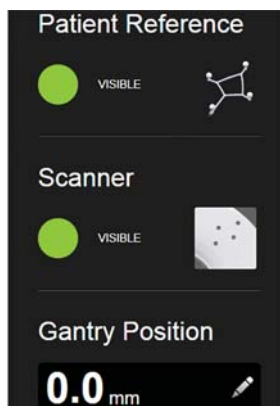 Patient Reference
VISIBLE
Scanner
VISIBLE
Gantry Position
0.0 mm